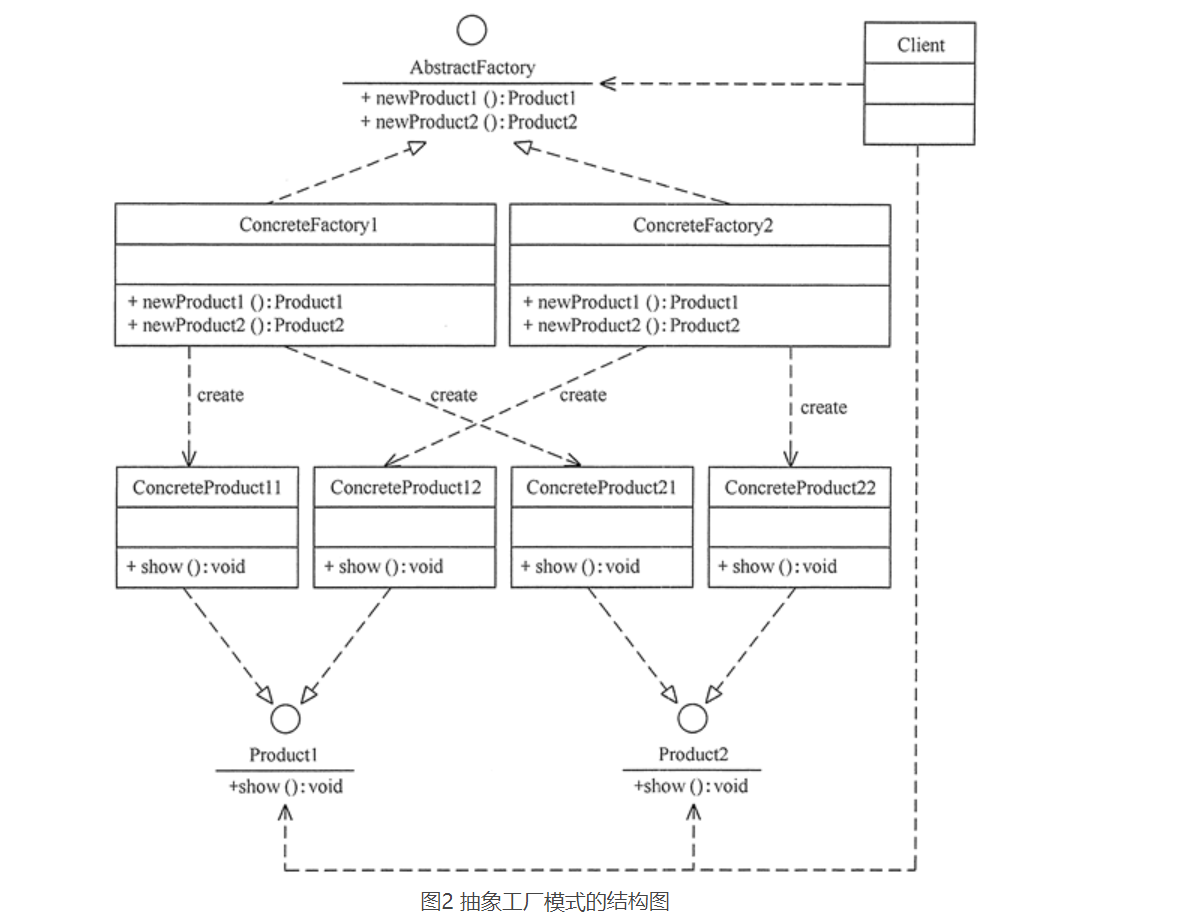 AbstractFactory
+ newProduct1 (): Product1
+ newProduct2 (): Product2
Client
ConcreteFactory1
+ newProduct1 (): Product1
+ newProduct2 (): Product2
ConcreteFactory2
+ newProduct1 (): Product1
+ newProduct2 (): Product2
create
create
create
create
ConcreteProduct11
+ show (): void
ConcreteProduct12
+ show (): void
ConcreteProduct21
+ show (): void
ConcreteProduct22
+ show (): void
Product1
+show (): void
Product2
+show (): void
图2 抽象工厂模式的结构图